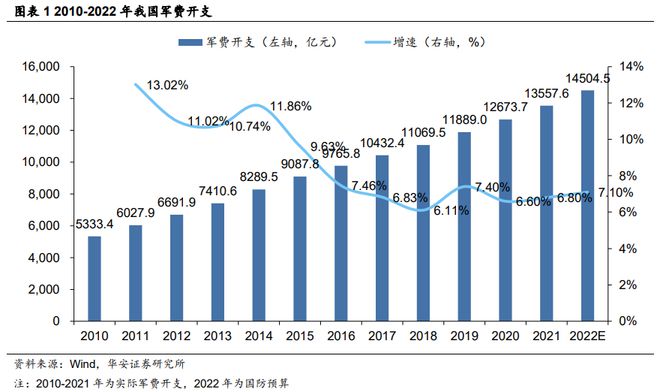 图表 1 2010-2022 年我国军费开支
军费开支（左轴，亿元） 增速（右轴，%）
16,000 14%
14,000 12%
12,000 10%
10,000 8%
8,000 6%
6,000 4%
4,000 2%
2,000 0%
0
13.02% 11.02% 10.74% 11.86% 9.63% 7.46% 6.83% 6.11% 7.40% 6.60% 6.80% 7.10%
5333.4 6027.9 6691.9 7410.6 8289.5 9087.8 9765.8 10432.4 11069.5 11889.0 12673.7 13557.6 14504.5
2010 2011 2012 2013 2014 2015 2016 2017 2018 2019 2020 2021 2022E
资料来源：Wind，华安证券研究所
注：2010-2021 年为实际军费开支，2022 年为国防预算